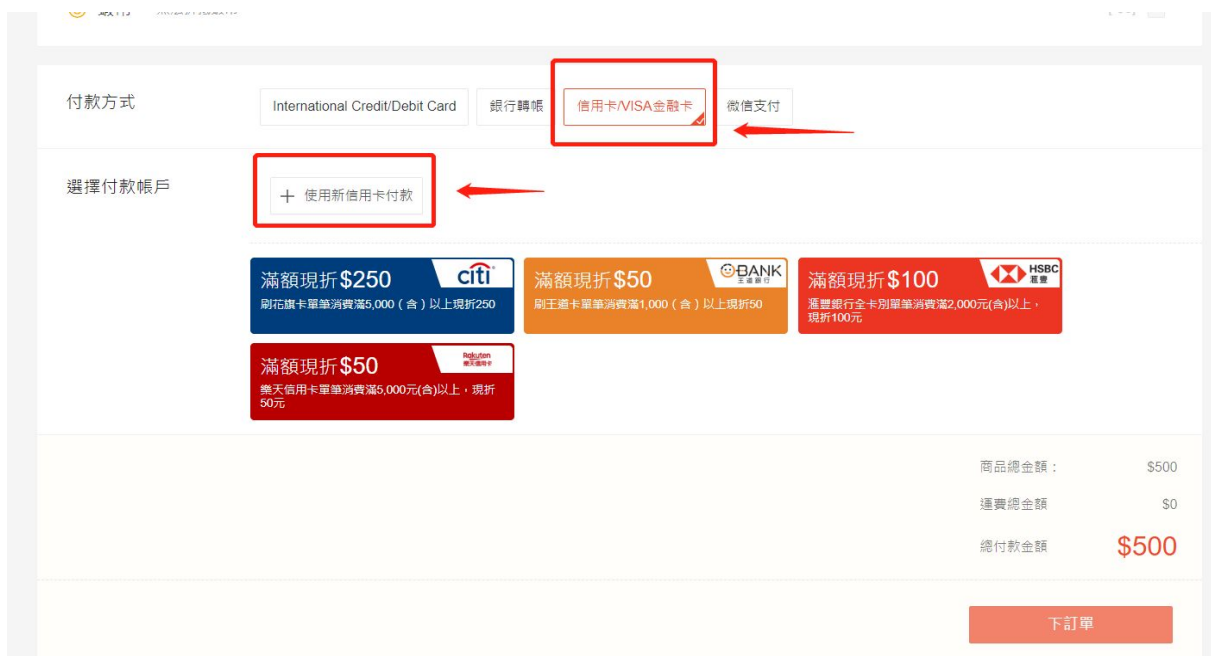 付款方式
International Credit/Debit Card 銀行轉帳 信用卡/VISA金融卡 微信支付
選擇付款帳戶
+ 使用新信用卡付款
滿額現折$250 citi
刷花旗卡單筆消費滿5,000(含)以上現折250
滿額現折$50 BANK 王道銀行
刷王道卡單筆消費滿1,000(含)以上現折50
滿額現折$100 HSBC 滙豐
滙豐銀行全卡別單筆消費滿2,000元(含)以上,
現折100元
滿額現折$50 Rakuten 樂天信用卡
樂天信用卡單筆消費滿5,000元(含)以上,現折
50元
商品總金額: $500
運費總金額 $0
總付款金額 $500
下訂單